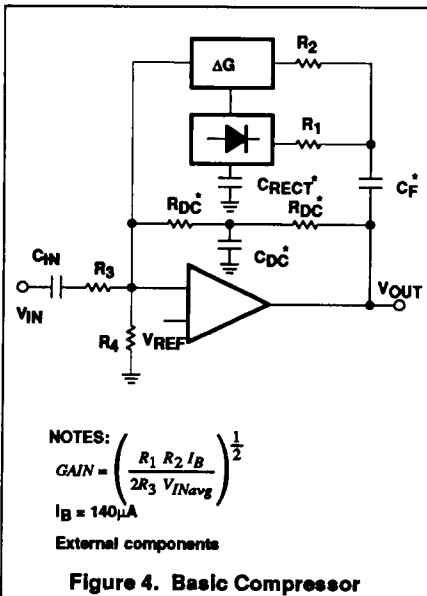 R2
ΔG
R1
CRECT*
CF*
RDC*
RDC*
CDC*
CIN
R3
VIN
R4
VREF
VOUT
NOTES:
GAIN = (R1 R2 IB / 2R3 VINavg)^1/2
IB = 140μA
External components
Figure 4. Basic Compressor